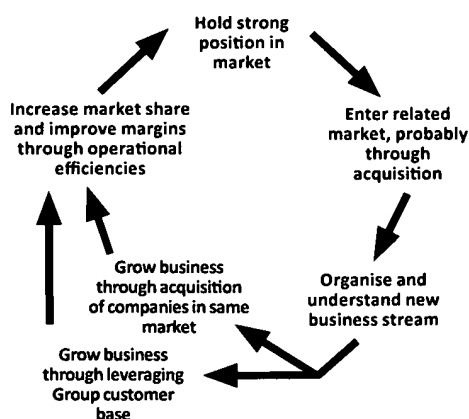 Hold strong
position in
market
Enter related
market, probably
through
acquisition
Organise and
understand new
business stream
Grow business
through acquisition
of companies in same
market
Grow business
through leveraging
Group customer
base
Increase market share
and improve margins
through operational
efficiencies